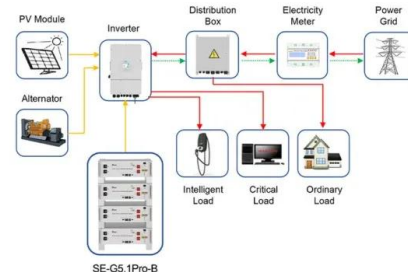 PV Module
Inverter
Distribution
Box
Electricity
Meter
Power
Grid
Alternator
Intelligent
Load
Critical
Load
Ordinary
Load
SE-G5.1Pro-B